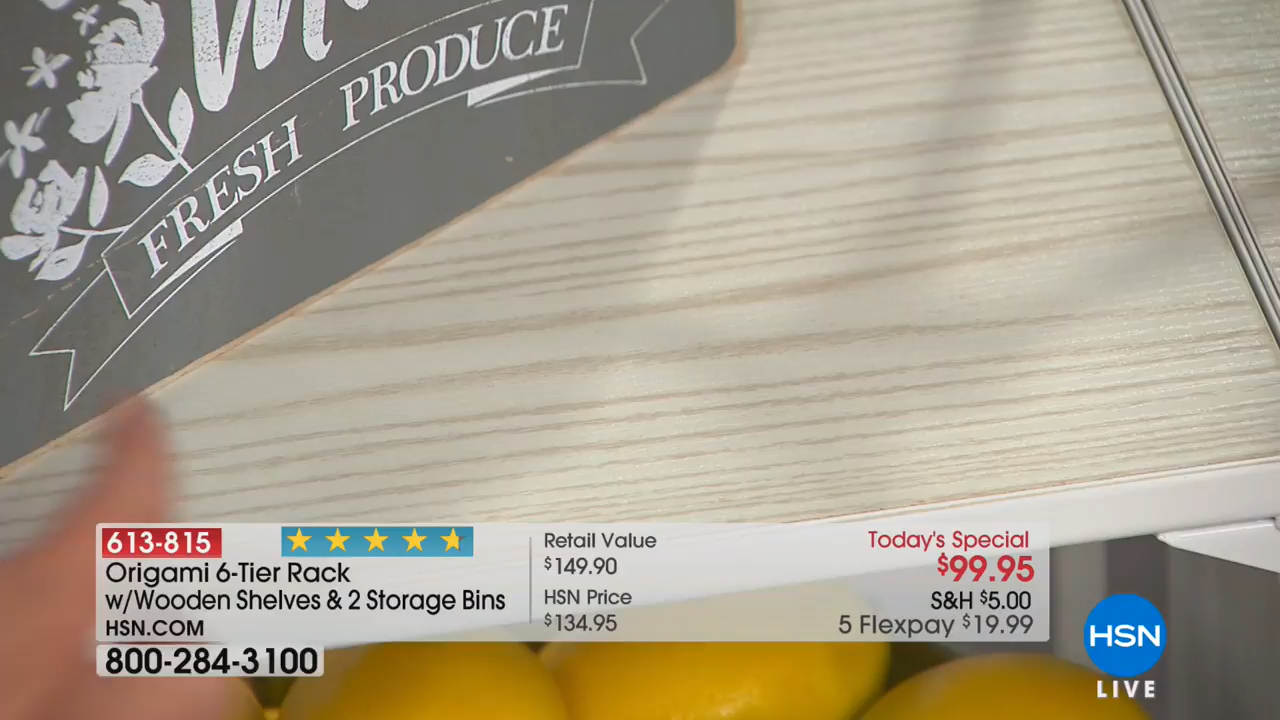 FRESH PRODUCE
613-815
Origami 6-Tier Rack
w/Wooden Shelves & 2 Storage Bins
HSN.COM
800-284-3100
Retail Value
$149.90
HSN Price
$134.95
Today's Special
$99.95
S&H $5.00
5 Flexpay $19.99
HSN
LIVE